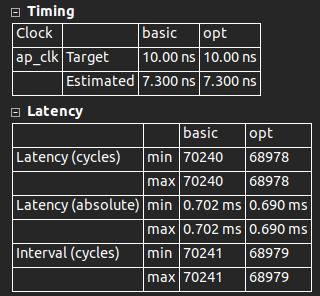 Timing
Clock basic opt
ap_clk Target 10.00 ns 10.00 ns
Estimated 7.300 ns 7.300 ns
Latency
basic opt
Latency (cycles) min 70240 68978
max 70240 68978
Latency (absolute) min 0.702 ms 0.690 ms
max 0.702 ms 0.690 ms
Interval (cycles) min 70241 68979
max 70241 68979